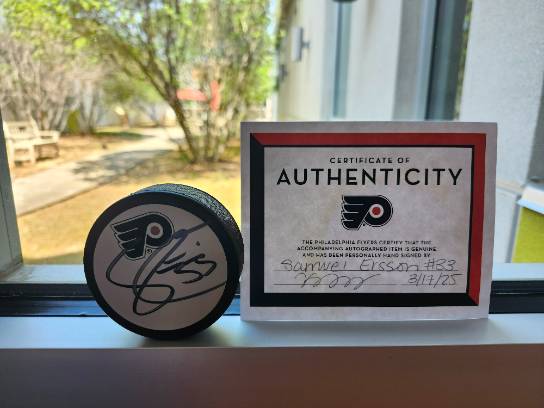 CERTIFICATE OF
AUTHENTICITY
THE PHILADELPHIA FLYERS CERTIFY THAT THE
ACCOMPANYING AUTOGRAPHED ITEM IS GENUINE
AND HAS BEEN PERSONALLY HAND SIGNED BY
Samuel Ersson #33
3/17/25